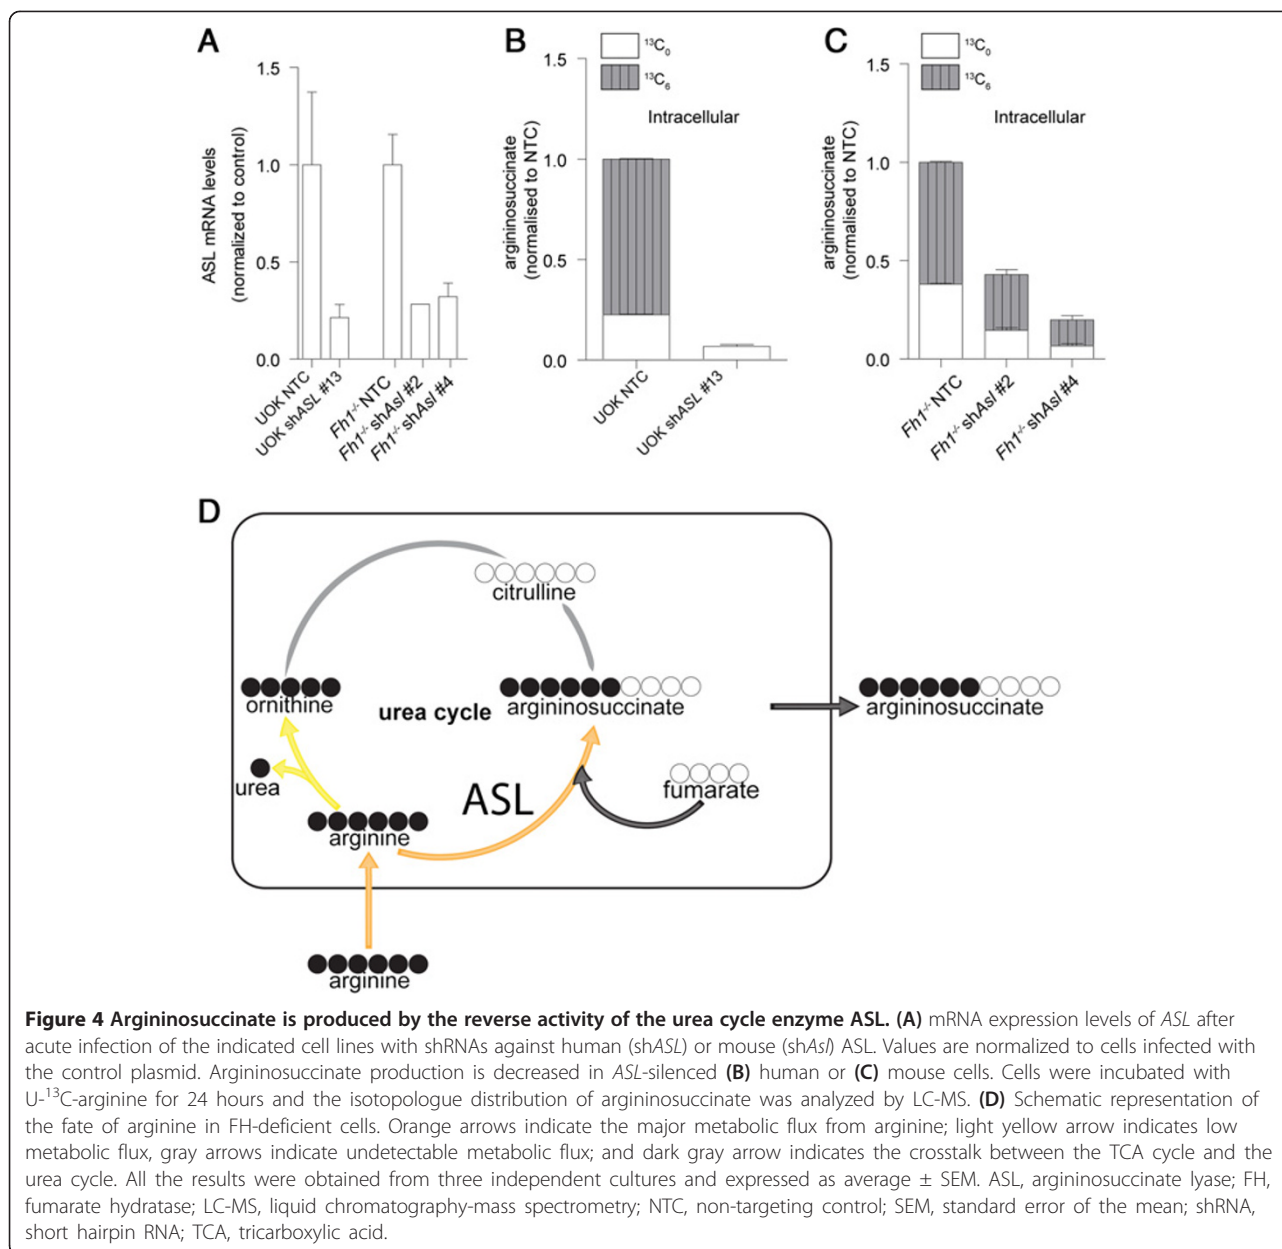 A
ASL mRNA levels
(normalized to control)
1.5
1.0
0.5
0.0
UOK NTC
UOK shASL #13
Fh1-/- NTC
Fh1-/- shAsl #2
Fh1-/- shAsl #4
B
13C0
13C6
argininosuccinate
(normalised to NTC)
1.5
1.0
0.5
0.0
Intracellular
UOK NTC
UOK shASL #13
C
13C0
13C6
argininosuccinate
(normalised to NTC)
1.5
1.0
0.5
0.0
Intracellular
Fh1-/- NTC
Fh1-/- shAsl #2
Fh1-/- shAsl #4
D
citrulline
ornithine
urea cycle
argininosuccinate
argininosuccinate
urea
ASL
fumarate
arginine
arginine
Figure 4 Argininosuccinate is produced by the reverse activity of the urea cycle enzyme ASL. (A) mRNA expression levels of ASL after
acute infection of the indicated cell lines with shRNAs against human (shASL) or mouse (shAsl) ASL. Values are normalized to cells infected with
the control plasmid. Argininosuccinate production is decreased in ASL-silenced (B) human or (C) mouse cells. Cells were incubated with
U-13C-arginine for 24 hours and the isotopologue distribution of argininosuccinate was analyzed by LC-MS. (D) Schematic representation of
the fate of arginine in FH-deficient cells. Orange arrows indicate the major metabolic flux from arginine; light yellow arrow indicates low
metabolic flux, gray arrows indicate undetectable metabolic flux; and dark gray arrow indicates the crosstalk between the TCA cycle and the
urea cycle. All the results were obtained from three independent cultures and expressed as average ± SEM. ASL, argininosuccinate lyase; FH,
fumarate hydratase; LC-MS, liquid chromatography-mass spectrometry; NTC, non-targeting control; SEM, standard error of the mean; shRNA,
short hairpin RNA; TCA, tricarboxylic acid.